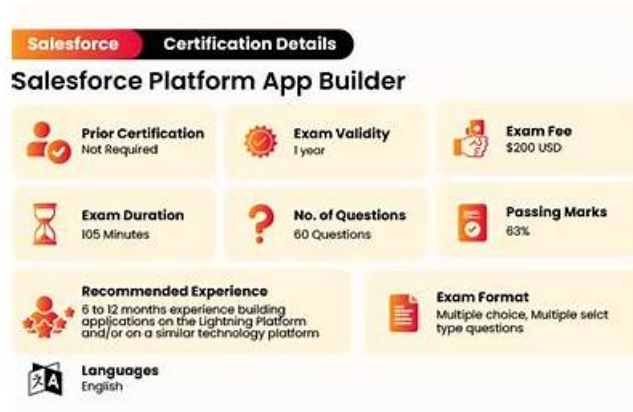 Salesforce Certification Details
Salesforce Platform App Builder
Prior Certification
Not Required
Exam Validity
1 year
Exam Fee
$200 USD
Exam Duration
105 Minutes
No. of Questions
60 Questions
Passing Marks
63%
Recommended Experience
6 to 12 months experience building
applications on the Lightning Platform
and/or on a similar technology platform
Exam Format
Multiple choice, Multiple selct
type questions
Languages
English